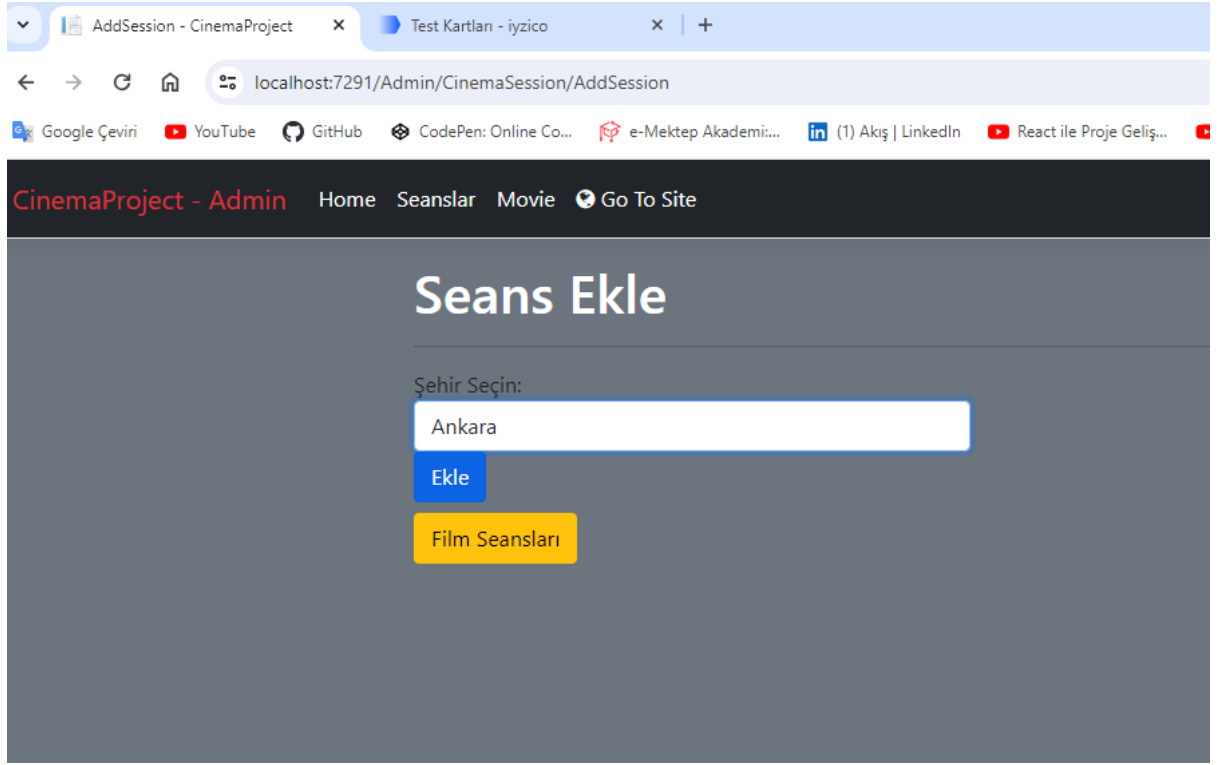 AddSession - CinemaProject Test Kartları - iyzico
localhost:7291/Admin/CinemaSession/AddSession
Google Çeviri YouTube GitHub CodePen: Online Co... e-Mektep Akademi:... (1) Akış | LinkedIn React ile Proje Geliş...
CinemaProject - Admin Home Seanslar Movie Go To Site
Seans Ekle
Şehir Seçin:
Ankara
Ekle
Film Seansları